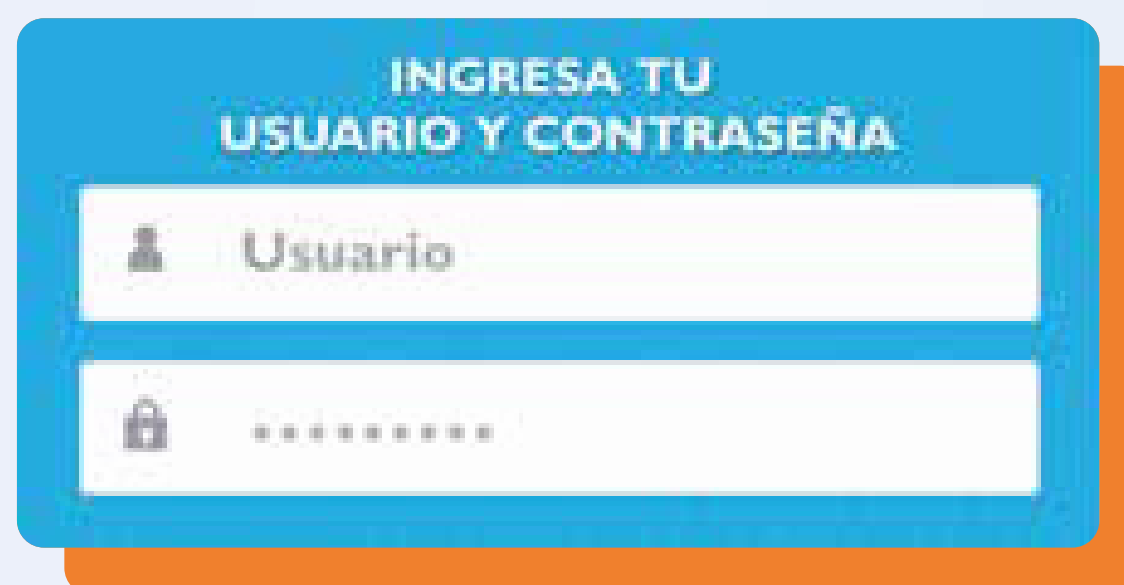 INGRESA TU
USUARIO Y CONTRASEÑA
Usuario
•••••••••